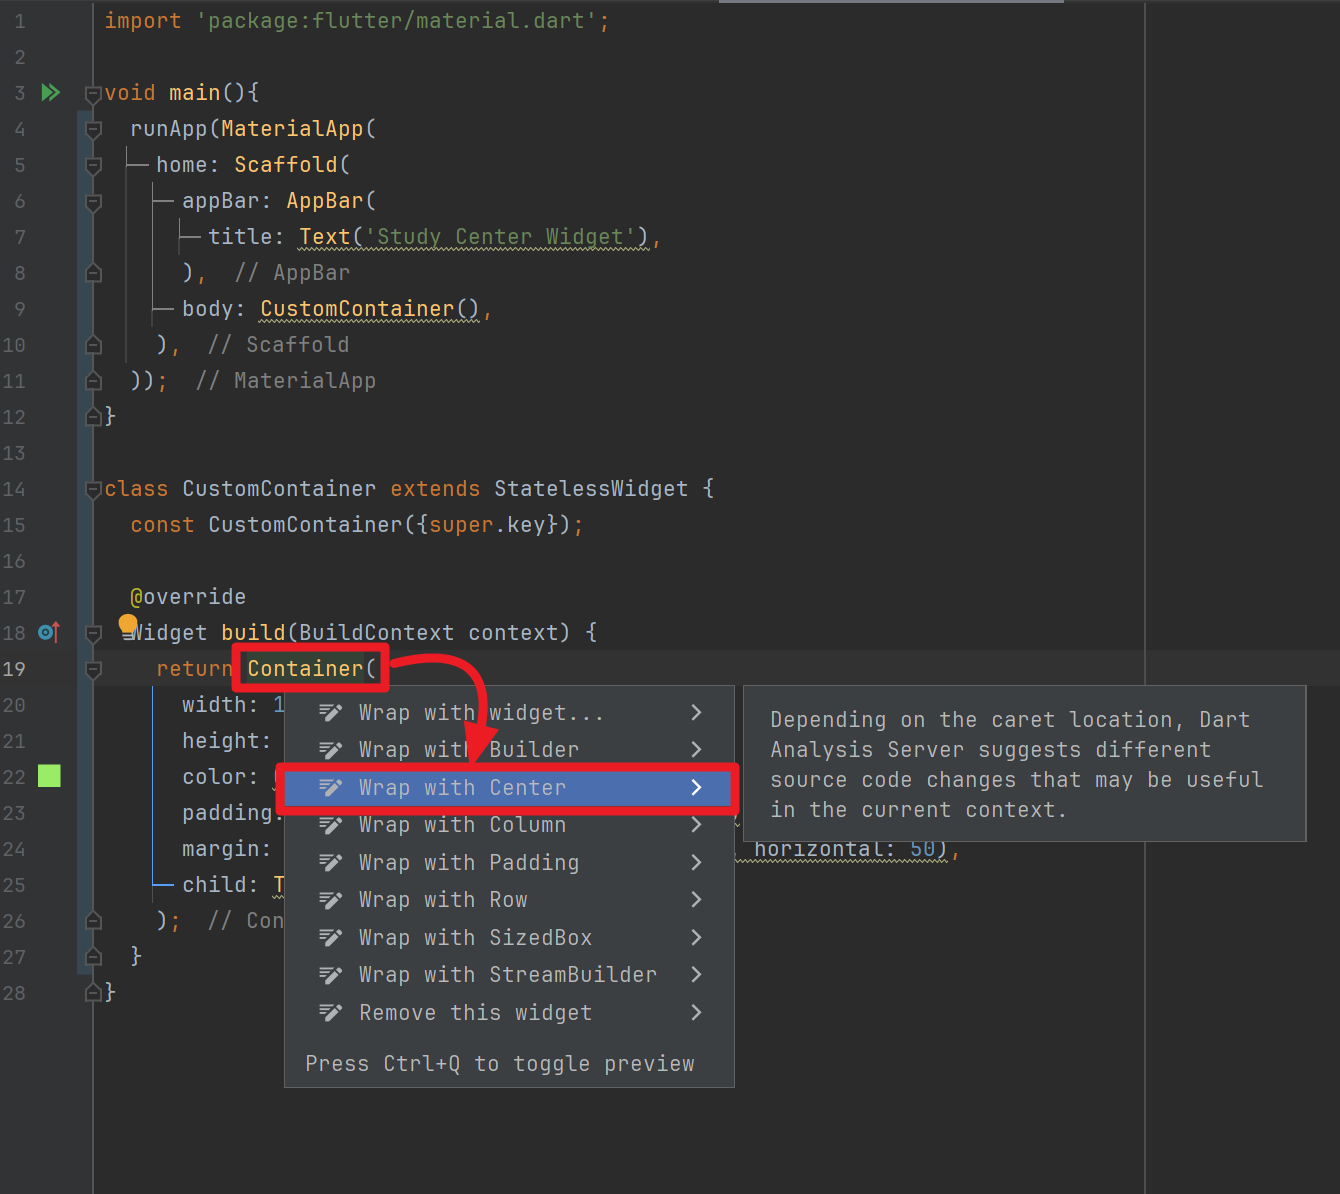 1 import 'package:flutter/material.dart';
2
3 void main(){
4 runApp(MaterialApp(
5 home: Scaffold(
6 appBar: AppBar(
7 title: Text('Study Center Widget'),
8 ), // AppBar
9 body: CustomContainer(),
10 ), // Scaffold
11 )); // MaterialApp
12 }
13
14 class CustomContainer extends StatelessWidget {
15 const CustomContainer({super.key});
16
17 @override
18 Widget build(BuildContext context) {
19 return Container(
20 width: 1
21 height:
22 color:
23 padding:
24 margin: horizontal: 50),
25 child: T
26 ); // Con
27 }
28 }
Wrap with widget...
Wrap with Builder
Wrap with Center
Wrap with Column
Wrap with Padding
Wrap with Row
Wrap with SizedBox
Wrap with StreamBuilder
Remove this widget
Press Ctrl+Q to toggle preview
Depending on the caret location, Dart
Analysis Server suggests different
source code changes that may be useful
in the current context.